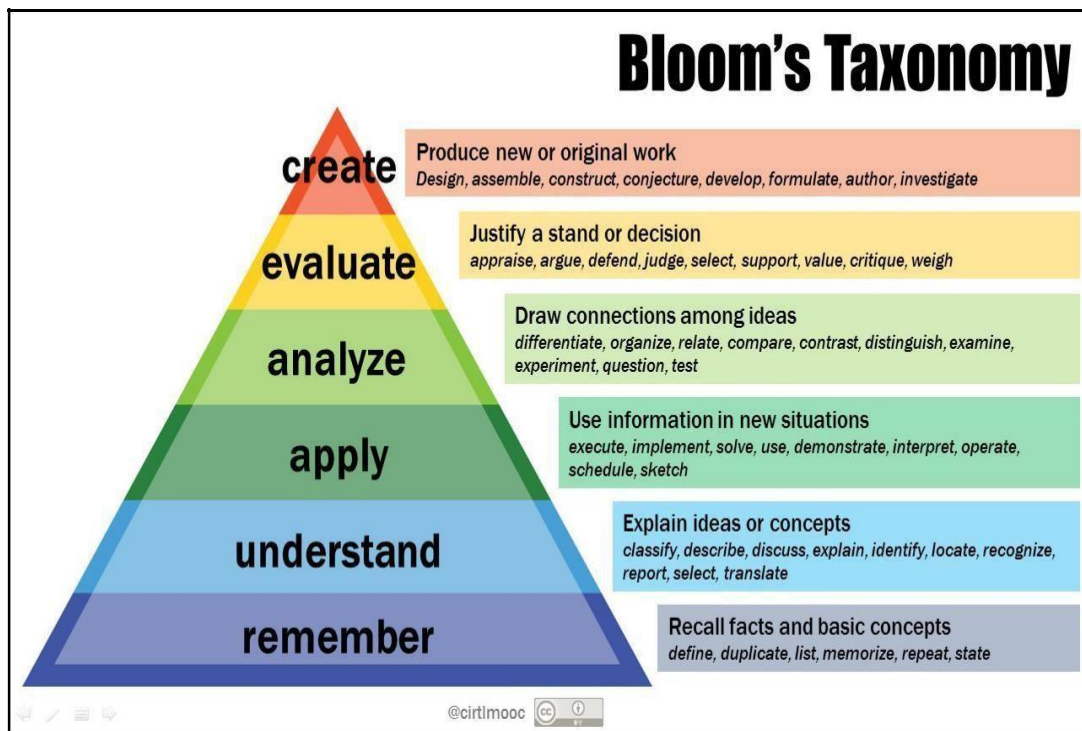 Bloom's Taxonomy
create
Produce new or original work
Design, assemble, construct, conjecture, develop, formulate, author, investigate
evaluate
Justify a stand or decision
appraise, argue, defend, judge, select, support, value, critique, weigh
analyze
Draw connections among ideas
differentiate, organize, relate, compare, contrast, distinguish, examine,
experiment, question, test
apply
Use information in new situations
execute, implement, solve, use, demonstrate, interpret, operate,
schedule, sketch
understand
Explain ideas or concepts
classify, describe, discuss, explain, identify, locate, recognize,
report, select, translate
remember
Recall facts and basic concepts
define, duplicate, list, memorize, repeat, state
@cirtlmooc cc
BY